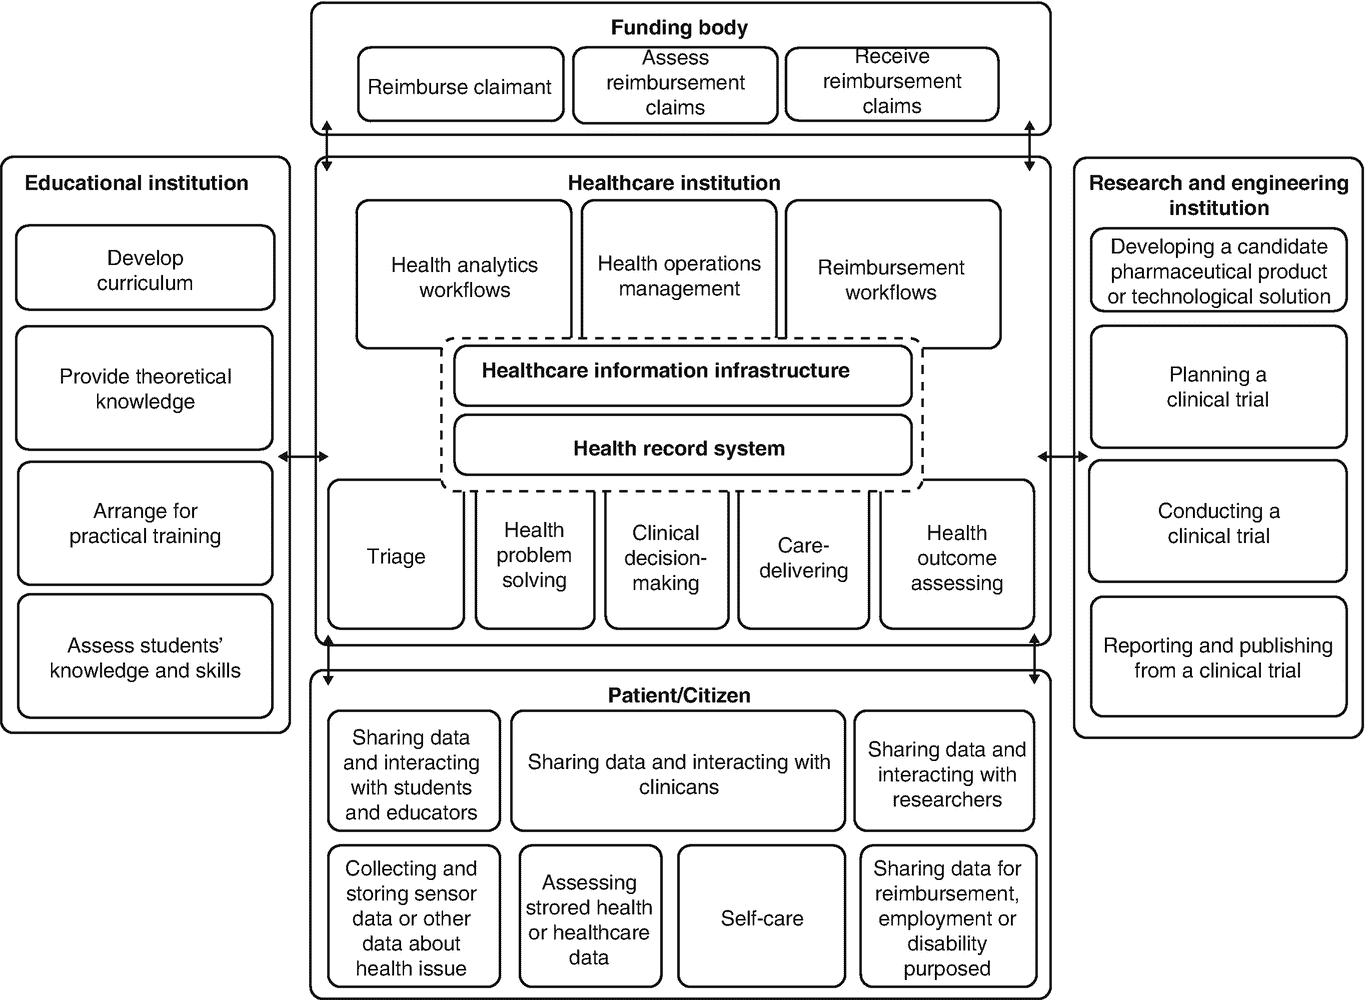 Funding body
Reimburse claimant
Assess
reimbursement
claims
Receive
reimbursement
claims
Educational institution
Develop
curriculum
Provide theoretical
knowledge
Arrange for
practical training
Assess students’
knowledge and skills
Healthcare institution
Health analytics
workflows
Health operations
management
Reimbursement
workflows
Healthcare information infrastructure
Health record system
Triage
Health
problem
solving
Clinical
decision-
making
Care-
delivering
Health
outcome
assessing
Research and engineering
institution
Developing a candidate
pharmaceutical product
or technological solution
Planning a
clinical trial
Conducting a
clinical trial
Reporting and publishing
from a clinical trial
Patient/Citizen
Sharing data
and interacting
with students
and educators
Sharing data and interacting with
clinicans
Sharing data and
interacting with
researchers
Collecting and
storing sensor
data or other
data about
health issue
Assessing
strored health
or healthcare
data
Self-care
Sharing data for
reimbursement,
employment or
disability
purposed